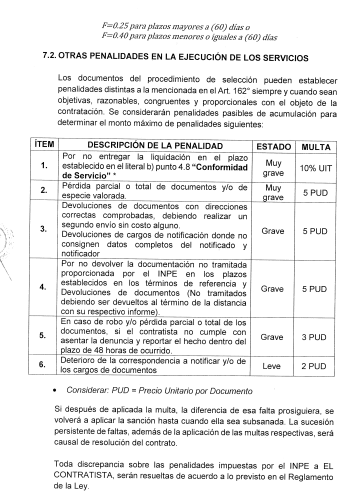 F=0.25 para plazos mayores a (60) días o
F=0.40 para plazos menores o iguales a (60) días
7.2. OTRAS PENALIDADES EN LA EJECUCIÓN DE LOS SERVICIOS
Los documentos del procedimiento de selección pueden establecer
penalidades distintas a la mencionada en el Art. 162° siempre y cuando sean
objetivas, razonables, congruentes y proporcionales con el objeto de la
contratación. Se considerarán penalidades pasibles de acumulación para
determinar el monto máximo de penalidades siguientes:
ÍTEM DESCRIPCIÓN DE LA PENALIDAD ESTADO MULTA
1. Por no entregar la liquidación en el plazo
establecido en el literal b) punto 4.8 "Conformidad
de Servicio" * Muy
grave 10% UIT
2. Pérdida parcial o total de documentos y/o de
especie valorada. Muy
grave 5 PUD
3. Devoluciones de documentos con direcciones
correctas comprobadas, debiendo realizar un
segundo envío sin costo alguno.
Devoluciones de cargos de notificación donde no
consignen datos completos del notificado y
notificador Grave 5 PUD
4. Por no devolver la documentación no tramitada
proporcionada por el INPE en los plazos
establecidos en los términos de referencia y
Devoluciones de documentos (No tramitados
debiendo ser devueltos al término de la distancia
con su respectivo informe). Grave 5 PUD
5. En caso de robo y/o pérdida parcial o total de los
documentos, si el contratista no cumple con
asentar la denuncia y reportar el hecho dentro del
plazo de 48 horas de ocurrido. Grave 3 PUD
6. Deterioro de la correspondencia a notificar y/o de
los cargos de documentos Leve 2 PUD
• Considerar: PUD = Precio Unitario por Documento
Si después de aplicada la multa, la diferencia de esa falta prosiguiera, se
volverá a aplicar la sanción hasta cuando ella sea subsanada. La sucesión
persistente de faltas, además de la aplicación de las multas respectivas, será
causal de resolución del contrato.
Toda discrepancia sobre las penalidades impuestas por el INPE a EL
CONTRATISTA, serán resueltas de acuerdo a lo previsto en el Reglamento
de la Ley.